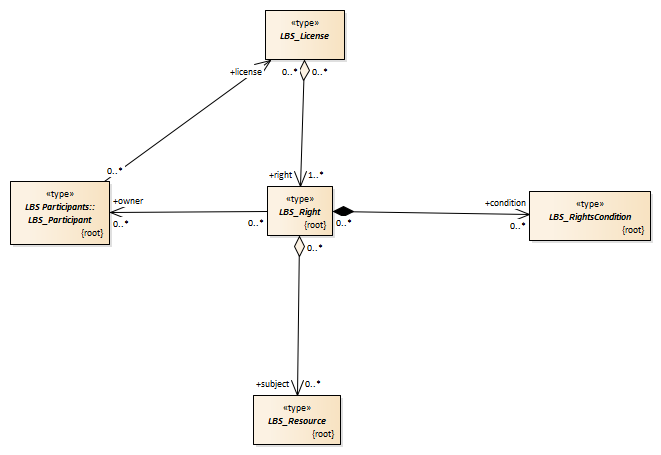 «type»
LBS_License
+license
0..*
0..*
0..*
+right
1..*
«type»
LBS Participants::
LBS_Participant
{root}
+owner
0..*
0..*
«type»
LBS_Right
{root}
0..*
+condition
0..*
«type»
LBS_RightsCondition
{root}
0..*
+subject
0..*
«type»
LBS_Resource
{root}